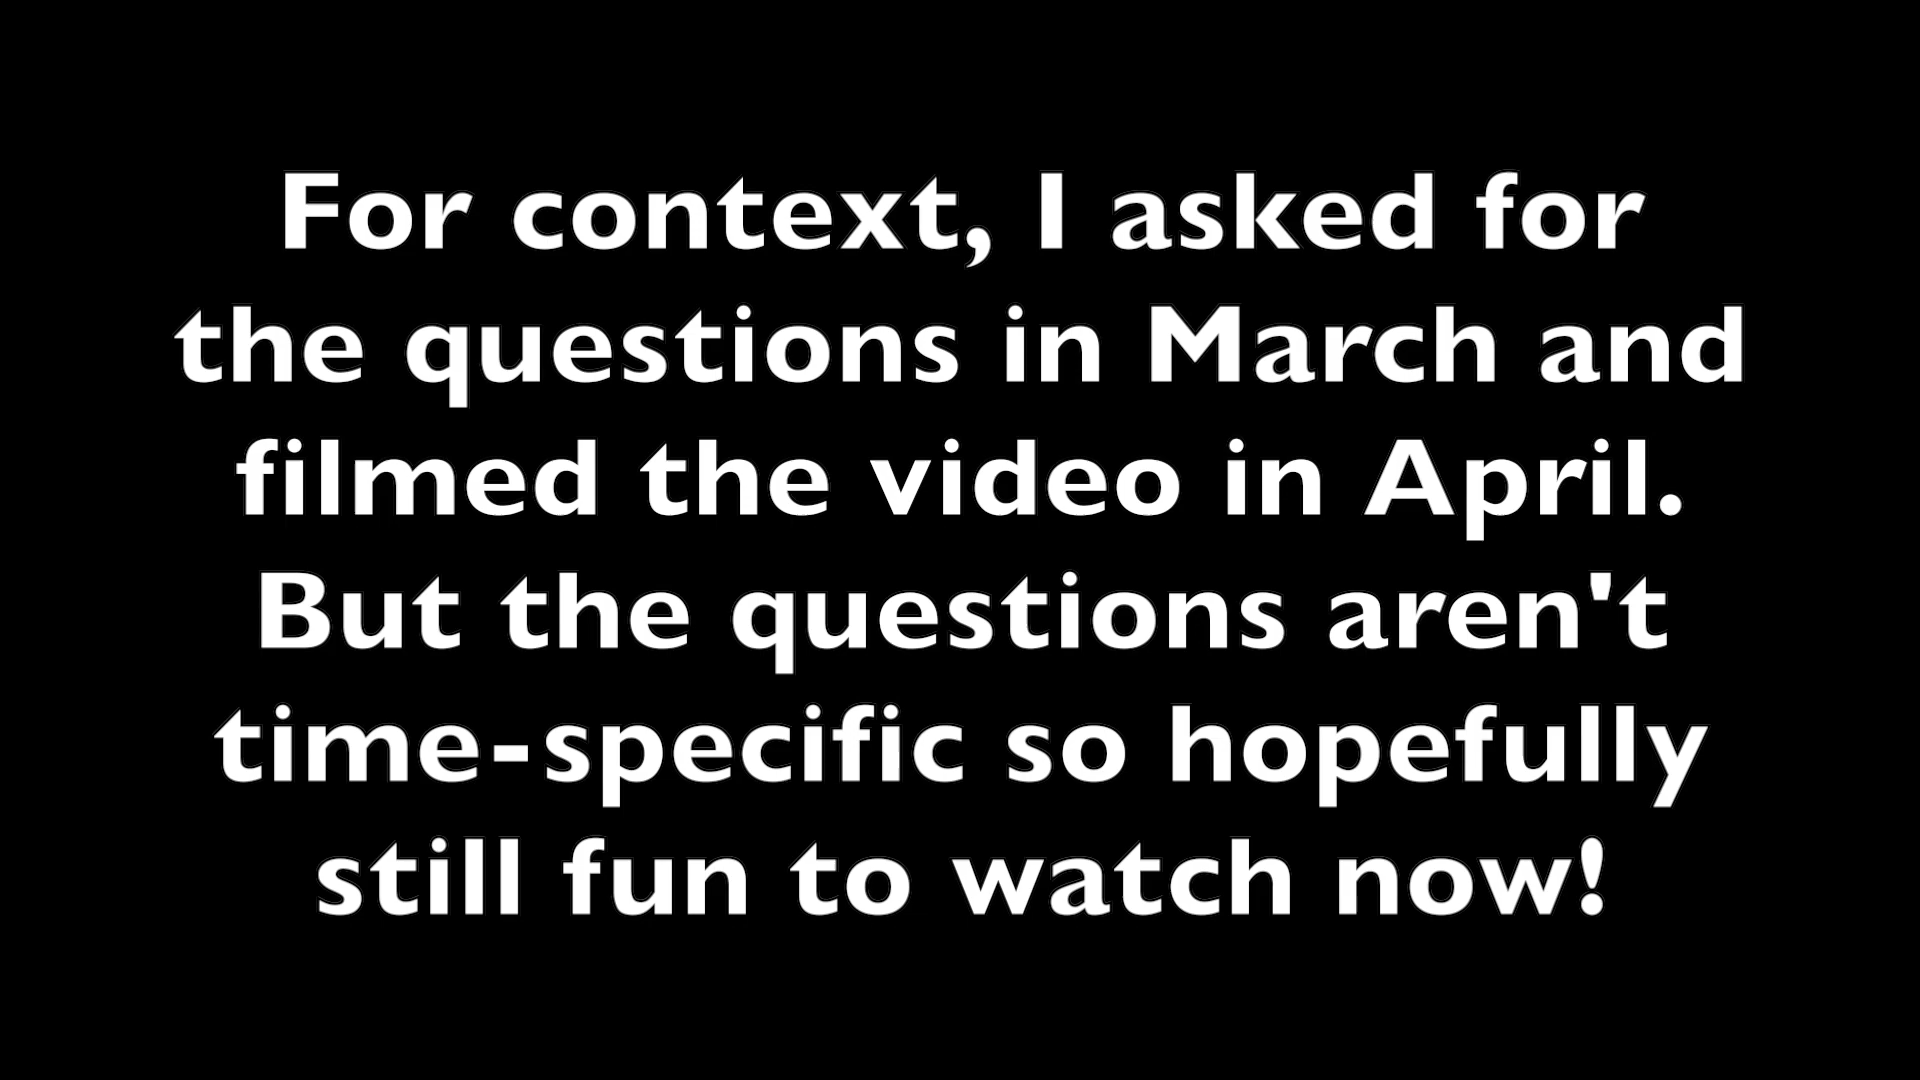 For context, I asked for
the questions in March and
filmed the video in April.
But the questions aren't
time-specific so hopefully
still fun to watch now!